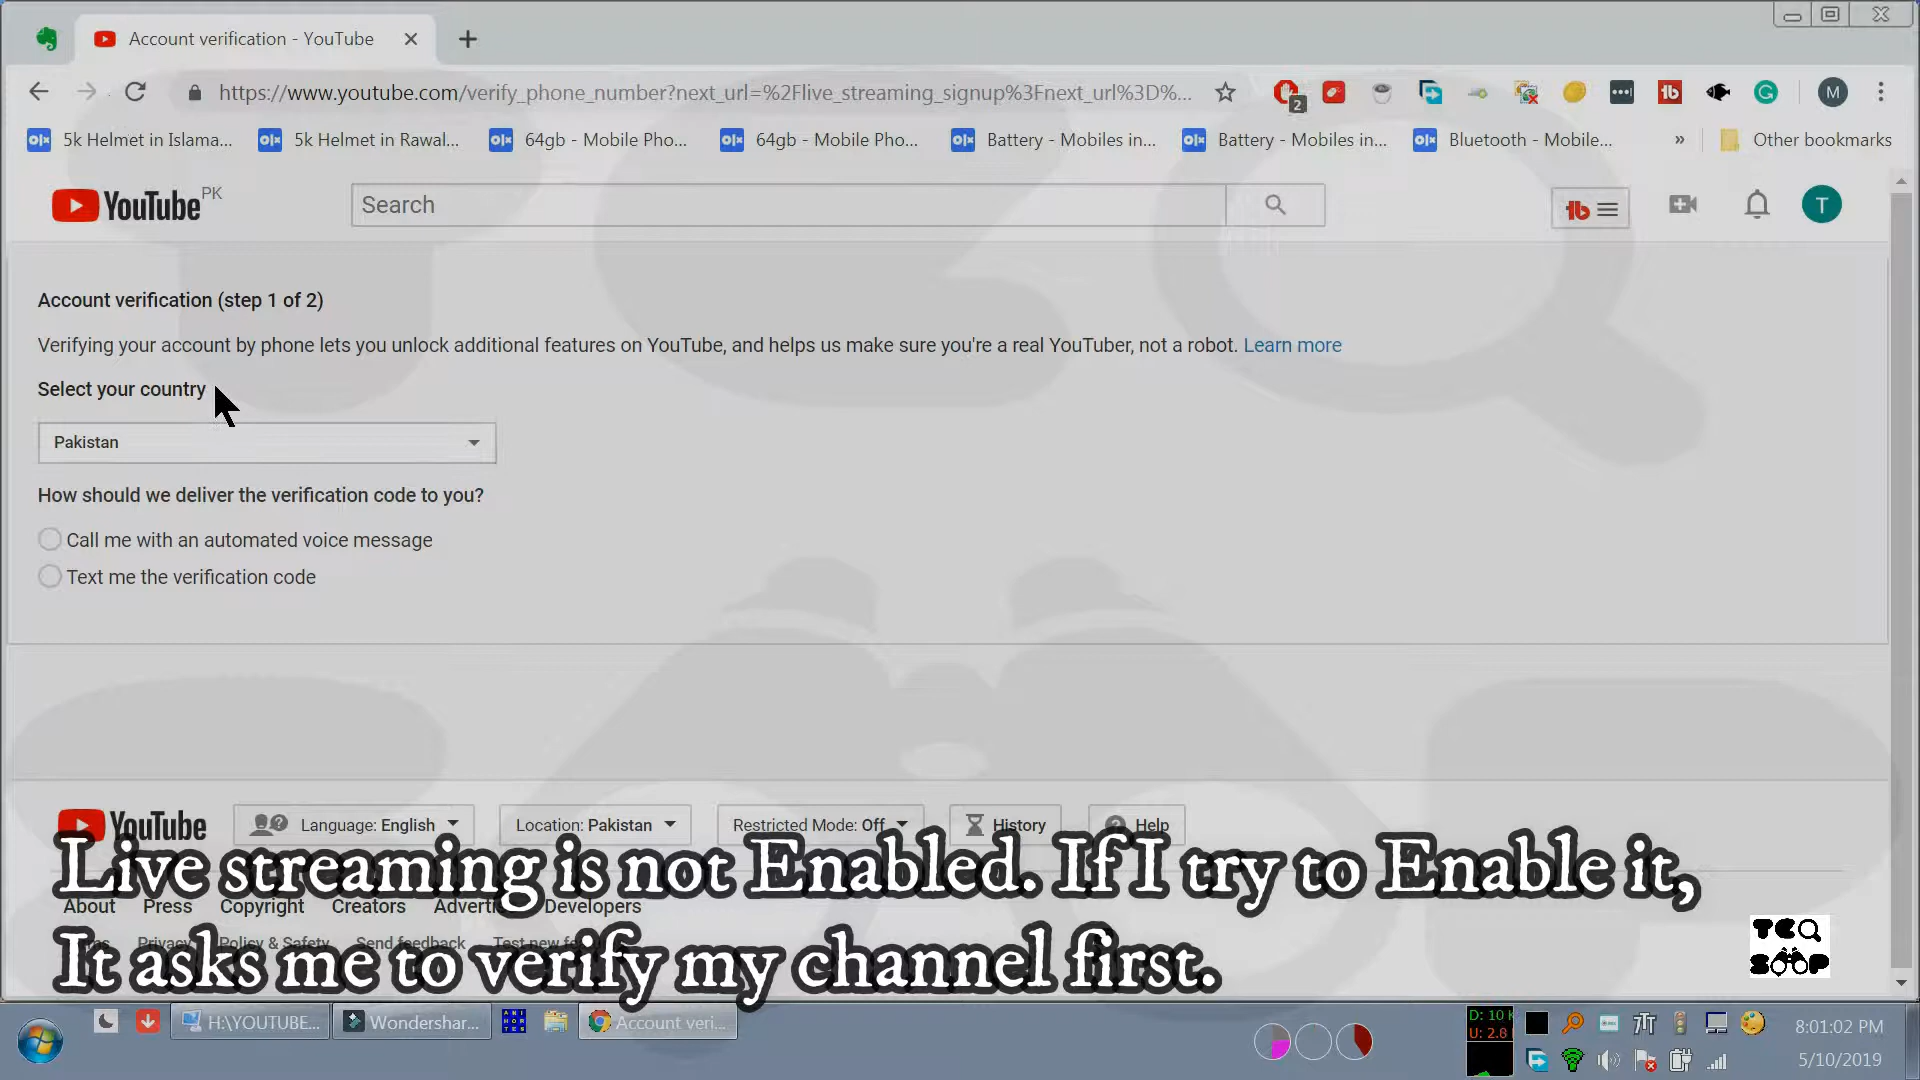 Account verification - YouTube
https://www.youtube.com/verify_phone_number?next_url=%2Flive_streaming_signup%3Fnext_url%3D%...
2
M
5k Helmet in Islama...
5k Helmet in Rawal...
64gb - Mobile Pho...
64gb - Mobile Pho...
Battery - Mobiles in...
Battery - Mobiles in...
Bluetooth - Mobile...
»
Other bookmarks
YouTube PK
Search
T
Account verification (step 1 of 2)
Verifying your account by phone lets you unlock additional features on YouTube, and helps us make sure you're a real YouTuber, not a robot. Learn more
Select your country
Pakistan
How should we deliver the verification code to you?
Call me with an automated voice message
Text me the verification code
YouTube
Language: English
Location: Pakistan
Restricted Mode: Off
History
Help
Live streaming is not Enabled. If I try to Enable it,
About Press Copyright Creators Developers
Privacy Policy & Safety Send feedback
It asks me to verify my channel first.
H:\YOUTUBE...
Wondershar...
Account veri...
8:01:02 PM
5/10/2019